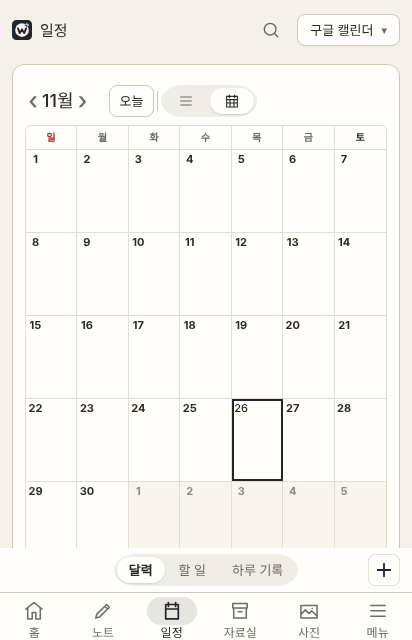 일정
구글 캘린더 ▾
11월
오늘
일 월 화 수 목 금 토
1 2 3 4 5 6 7
8 9 10 11 12 13 14
15 16 17 18 19 20 21
22 23 24 25 26 27 28
29 30 1 2 3 4 5
달력 할 일 하루 기록
홈 노트 일정 자료실 사진 메뉴